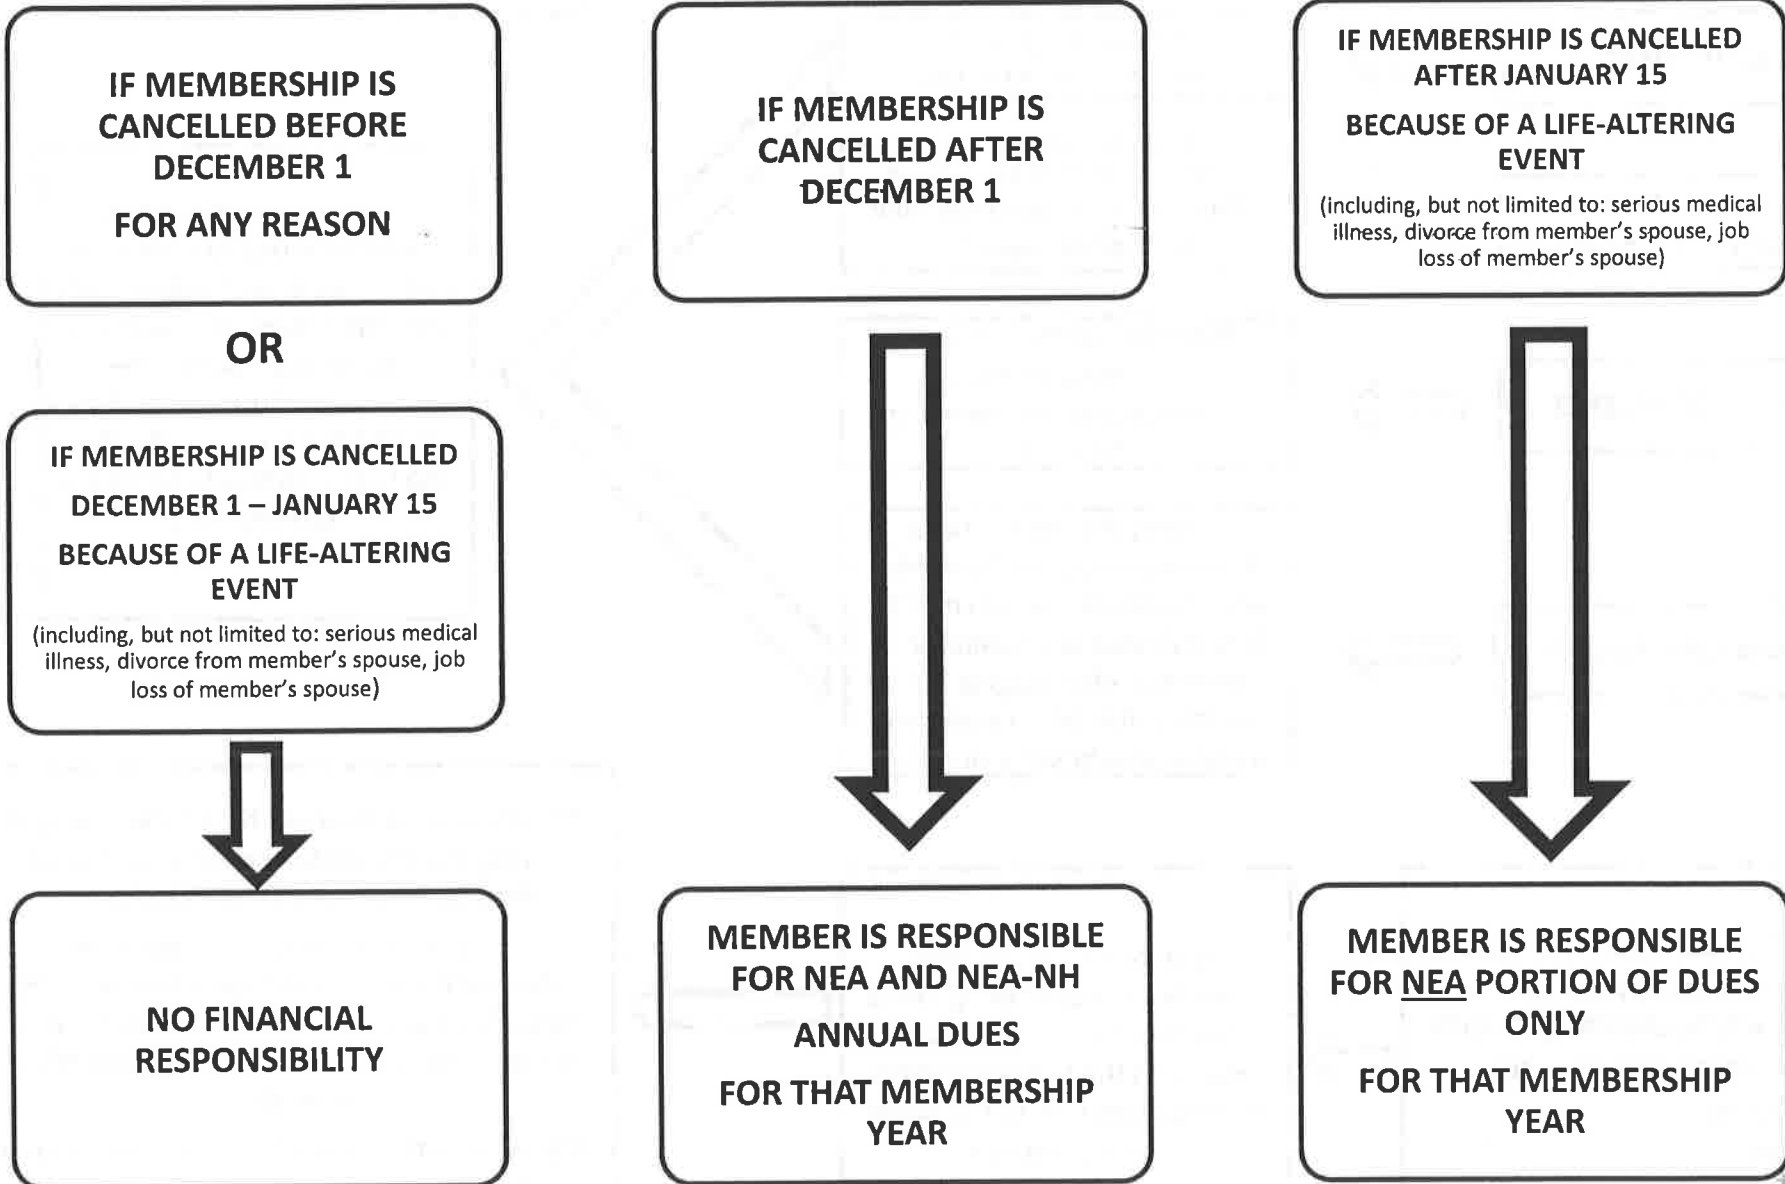 IF MEMBERSHIP IS
CANCELLED BEFORE
DECEMBER 1
FOR ANY REASON
OR
IF MEMBERSHIP IS CANCELLED
DECEMBER 1 – JANUARY 15
BECAUSE OF A LIFE-ALTERING
EVENT
(including, but not limited to: serious medical
illness, divorce from member's spouse, job
loss of member's spouse)
NO FINANCIAL
RESPONSIBILITY
IF MEMBERSHIP IS
CANCELLED AFTER
DECEMBER 1
MEMBER IS RESPONSIBLE
FOR NEA AND NEA-NH
ANNUAL DUES
FOR THAT MEMBERSHIP
YEAR
IF MEMBERSHIP IS CANCELLED
AFTER JANUARY 15
BECAUSE OF A LIFE-ALTERING
EVENT
(including, but not limited to: serious medical
illness, divorce from member's spouse, job
loss of member's spouse)
MEMBER IS RESPONSIBLE
FOR NEA PORTION OF DUES
ONLY
FOR THAT MEMBERSHIP
YEAR